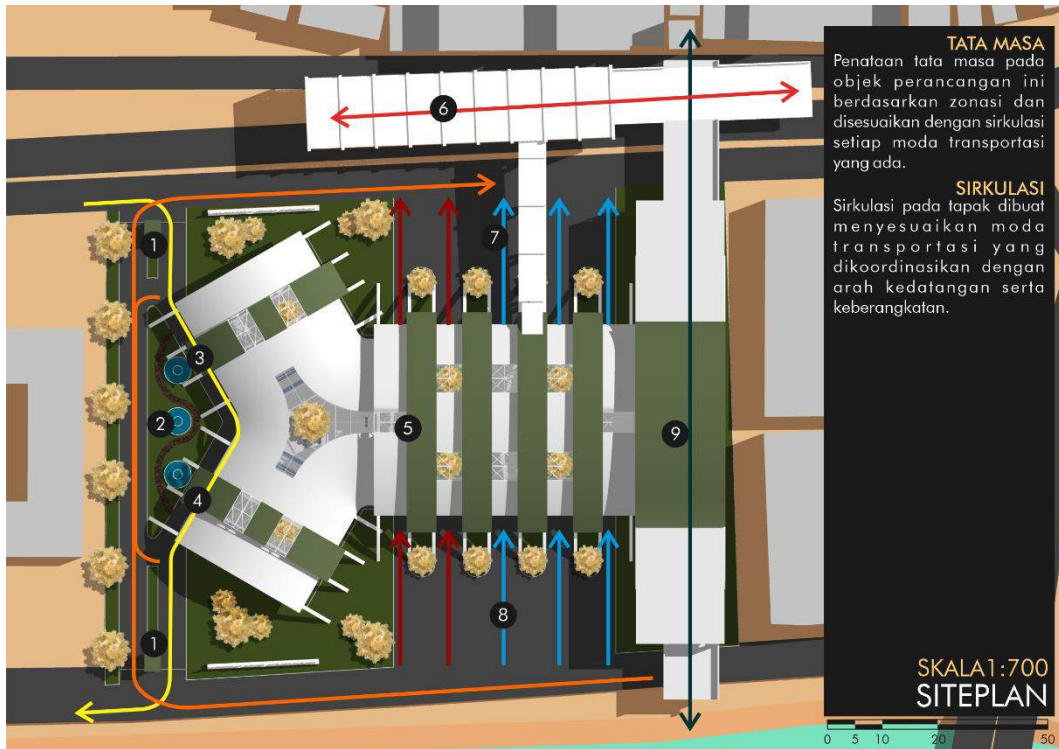 TATA MASA
Penataan tata masa pada
objek perancangan ini
berdasarkan zonasi dan
disesuaikan dengan sirkulasi
setiap moda transportasi
yang ada.
SIRKULASI
Sirkulasi pada tapak dibuat
menyesuaikan moda
transportasi yang
dikoordinasikan dengan
arah kedatangan serta
keberangkatan.
6
1
7
3
2
5
9
4
8
1
SKALA1:700
SITEPLAN
0 5 10 20 50